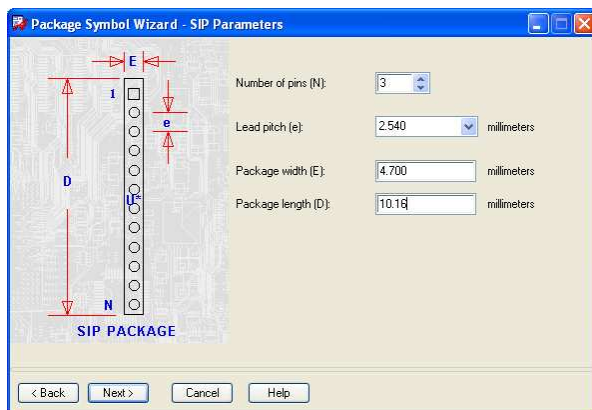 Package Symbol Wizard - SIP Parameters
E
1
e
D
U*
N
SIP PACKAGE
Number of pins (N):
3
Lead pitch (e):
2.540
millimeters
Package width (E):
4.700
millimeters
Package length (D):
10.16
millimeters
< Back
Next >
Cancel
Help